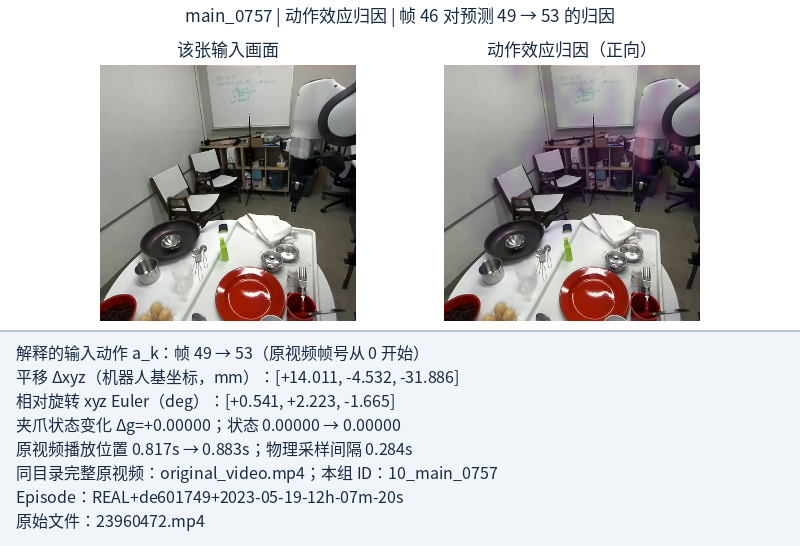 main_0757 | 动作效应归因 | 帧 46 对预测 49 → 53 的归因
该张输入画面
动作效应归因（正向）
解释的输入动作 a_k：帧 49 → 53（原视频帧号从 0 开始）
平移 Δxyz（机器人基坐标，mm）：[+14.011, -4.532, -31.886]
相对旋转 xyz Euler（deg）：[+0.541, +2.223, -1.665]
夹爪状态变化 Δg=+0.00000；状态 0.00000 → 0.00000
原视频播放位置 0.817s → 0.883s；物理采样间隔 0.284s
同目录完整原视频：original_video.mp4；本组 ID：10_main_0757
Episode：REAL+de601749+2023-05-19-12h-07m-20s
原始文件：23960472.mp4